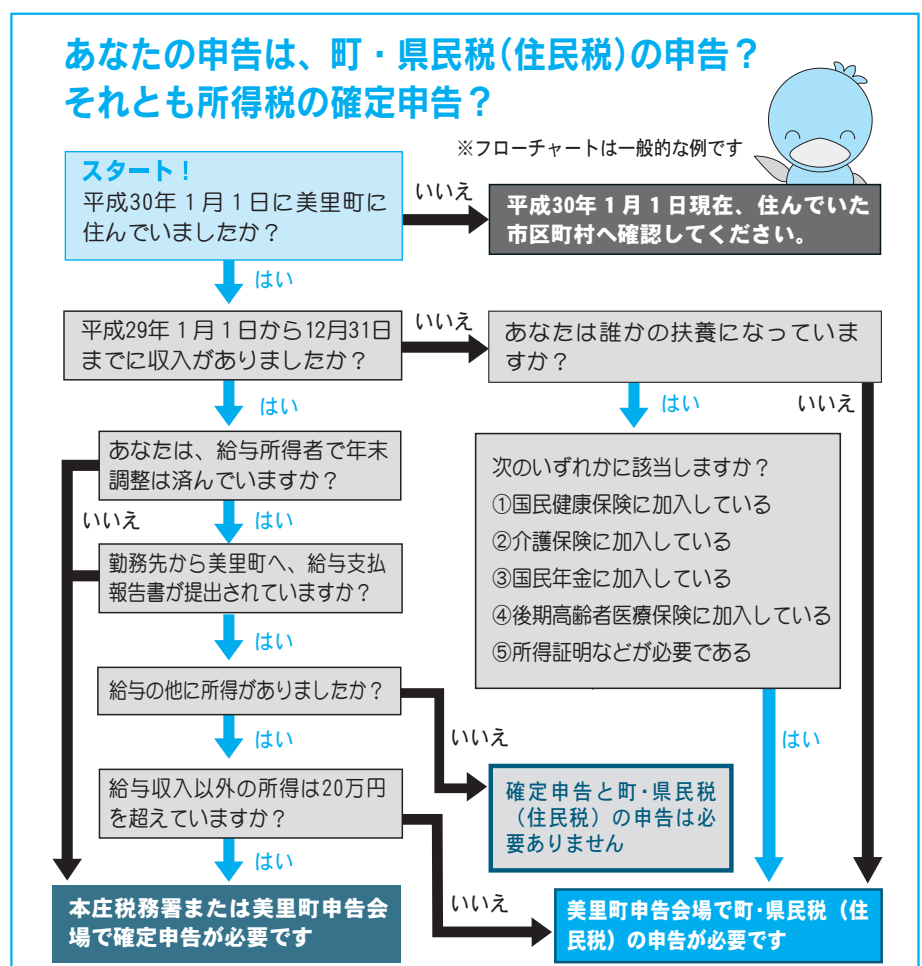 あなたの申告は、町・県民税(住民税)の申告？
それとも所得税の確定申告？
※フローチャートは一般的な例です
スタート！
平成30年１月１日に美里町に
住んでいましたか？
いいえ
平成30年１月１日現在、住んでいた
市区町村へ確認してください。
はい
平成29年１月１日から12月31日
までに収入がありましたか？
いいえ
あなたは誰かの扶養になっていま
すか？
はい
はい
いいえ
あなたは、給与所得者で年末
調整は済んでいますか？
いいえ
はい
次のいずれかに該当しますか？
①国民健康保険に加入している
②介護保険に加入している
③国民年金に加入している
④後期高齢者医療保険に加入している
⑤所得証明などが必要である
勤務先から美里町へ、給与支払
報告書が提出されていますか？
はい
給与の他に所得がありましたか？
はい
いいえ
はい
給与収入以外の所得は20万円
を超えていますか？
確定申告と町・県民税
（住民税）の申告は必
要ありません
はい
いいえ
本庄税務署または美里町申告会
場で確定申告が必要です
美里町申告会場で町・県民税（住
民税）の申告が必要です